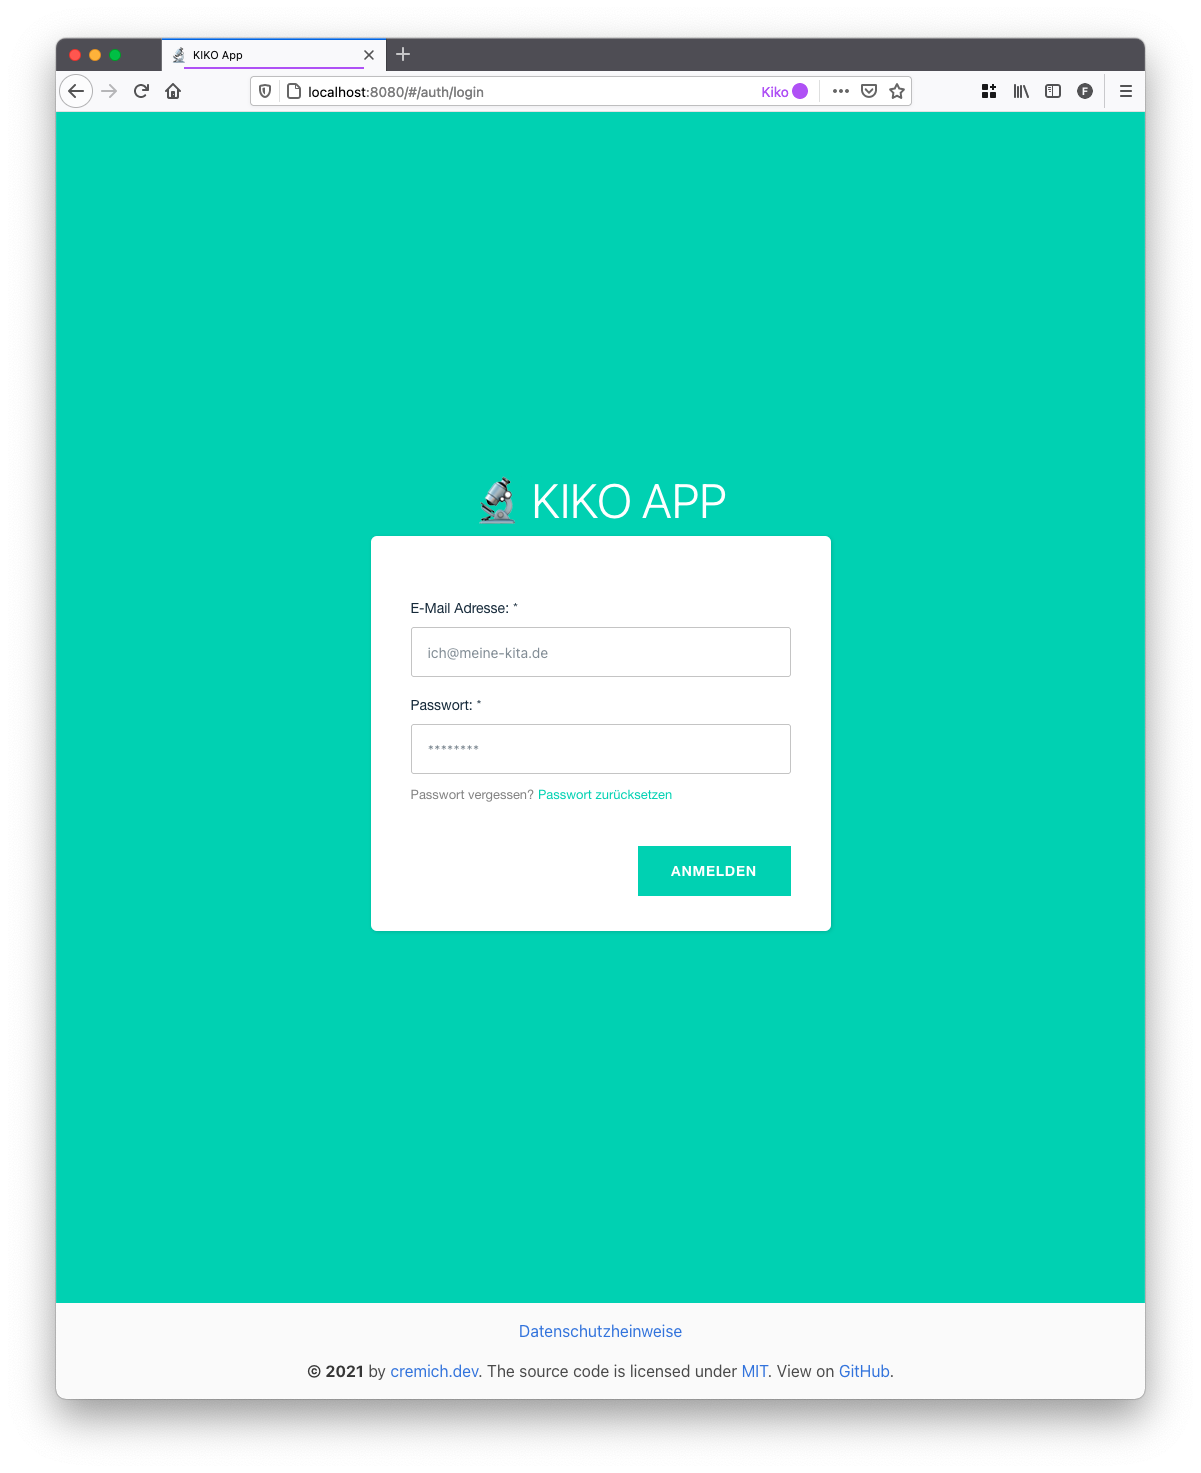 KIKO App
localhost:8080/#/auth/login
Kiko
F
KIKO APP
E-Mail Adresse: *
ich@meine-kita.de
Passwort: *
********
Passwort vergessen? Passwort zurücksetzen
ANMELDEN
Datenschutzheinweise
© 2021 by cremich.dev. The source code is licensed under MIT. View on GitHub.